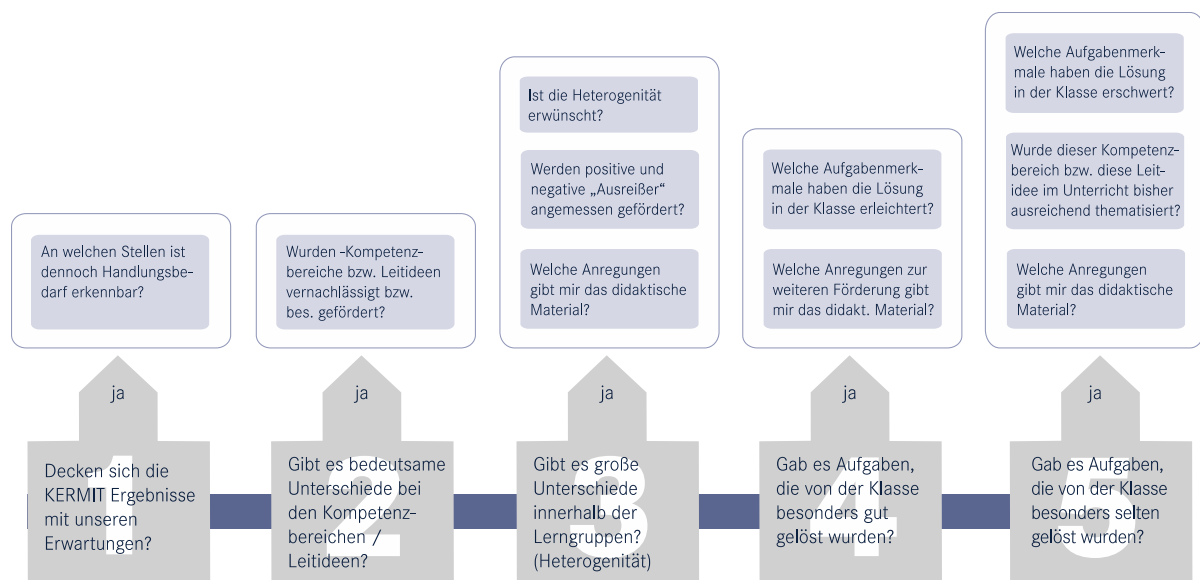 An welchen Stellen ist
dennoch Handlungsbe-
darf erkennbar?
ja
1
Decken sich die
KERMIT Ergebnisse
mit unseren
Erwartungen?
Wurden -Kompetenz-
bereiche bzw. Leitideen
vernachlässigt bzw.
bes. gefördert?
ja
2
Gibt es bedeutsame
Unterschiede bei
den Kompetenz-
bereichen /
Leitideen?
Ist die Heterogenität
erwünscht?
Werden positive und
negative „Ausreißer“
angemessen gefördert?
Welche Anregungen
gibt mir das didaktische
Material?
ja
3
Gibt es große
Unterschiede
innerhalb der
Lerngruppen?
(Heterogenität)
Welche Aufgabenmerk-
male haben die Lösung
in der Klasse erleichtert?
Welche Anregungen zur
weiteren Förderung gibt
mir das didakt. Material?
ja
4
Gab es Aufgaben,
die von der Klasse
besonders gut
gelöst wurden?
Welche Aufgabenmerk-
male haben die Lösung
in der Klasse erschwert?
Wurde dieser Kompetenz-
bereich bzw. diese Leit-
idee im Unterricht bisher
ausreichend thematisiert?
Welche Anregungen
gibt mir das didaktische
Material?
ja
5
Gab es Aufgaben,
die von der Klasse
besonders selten
gelöst wurden?